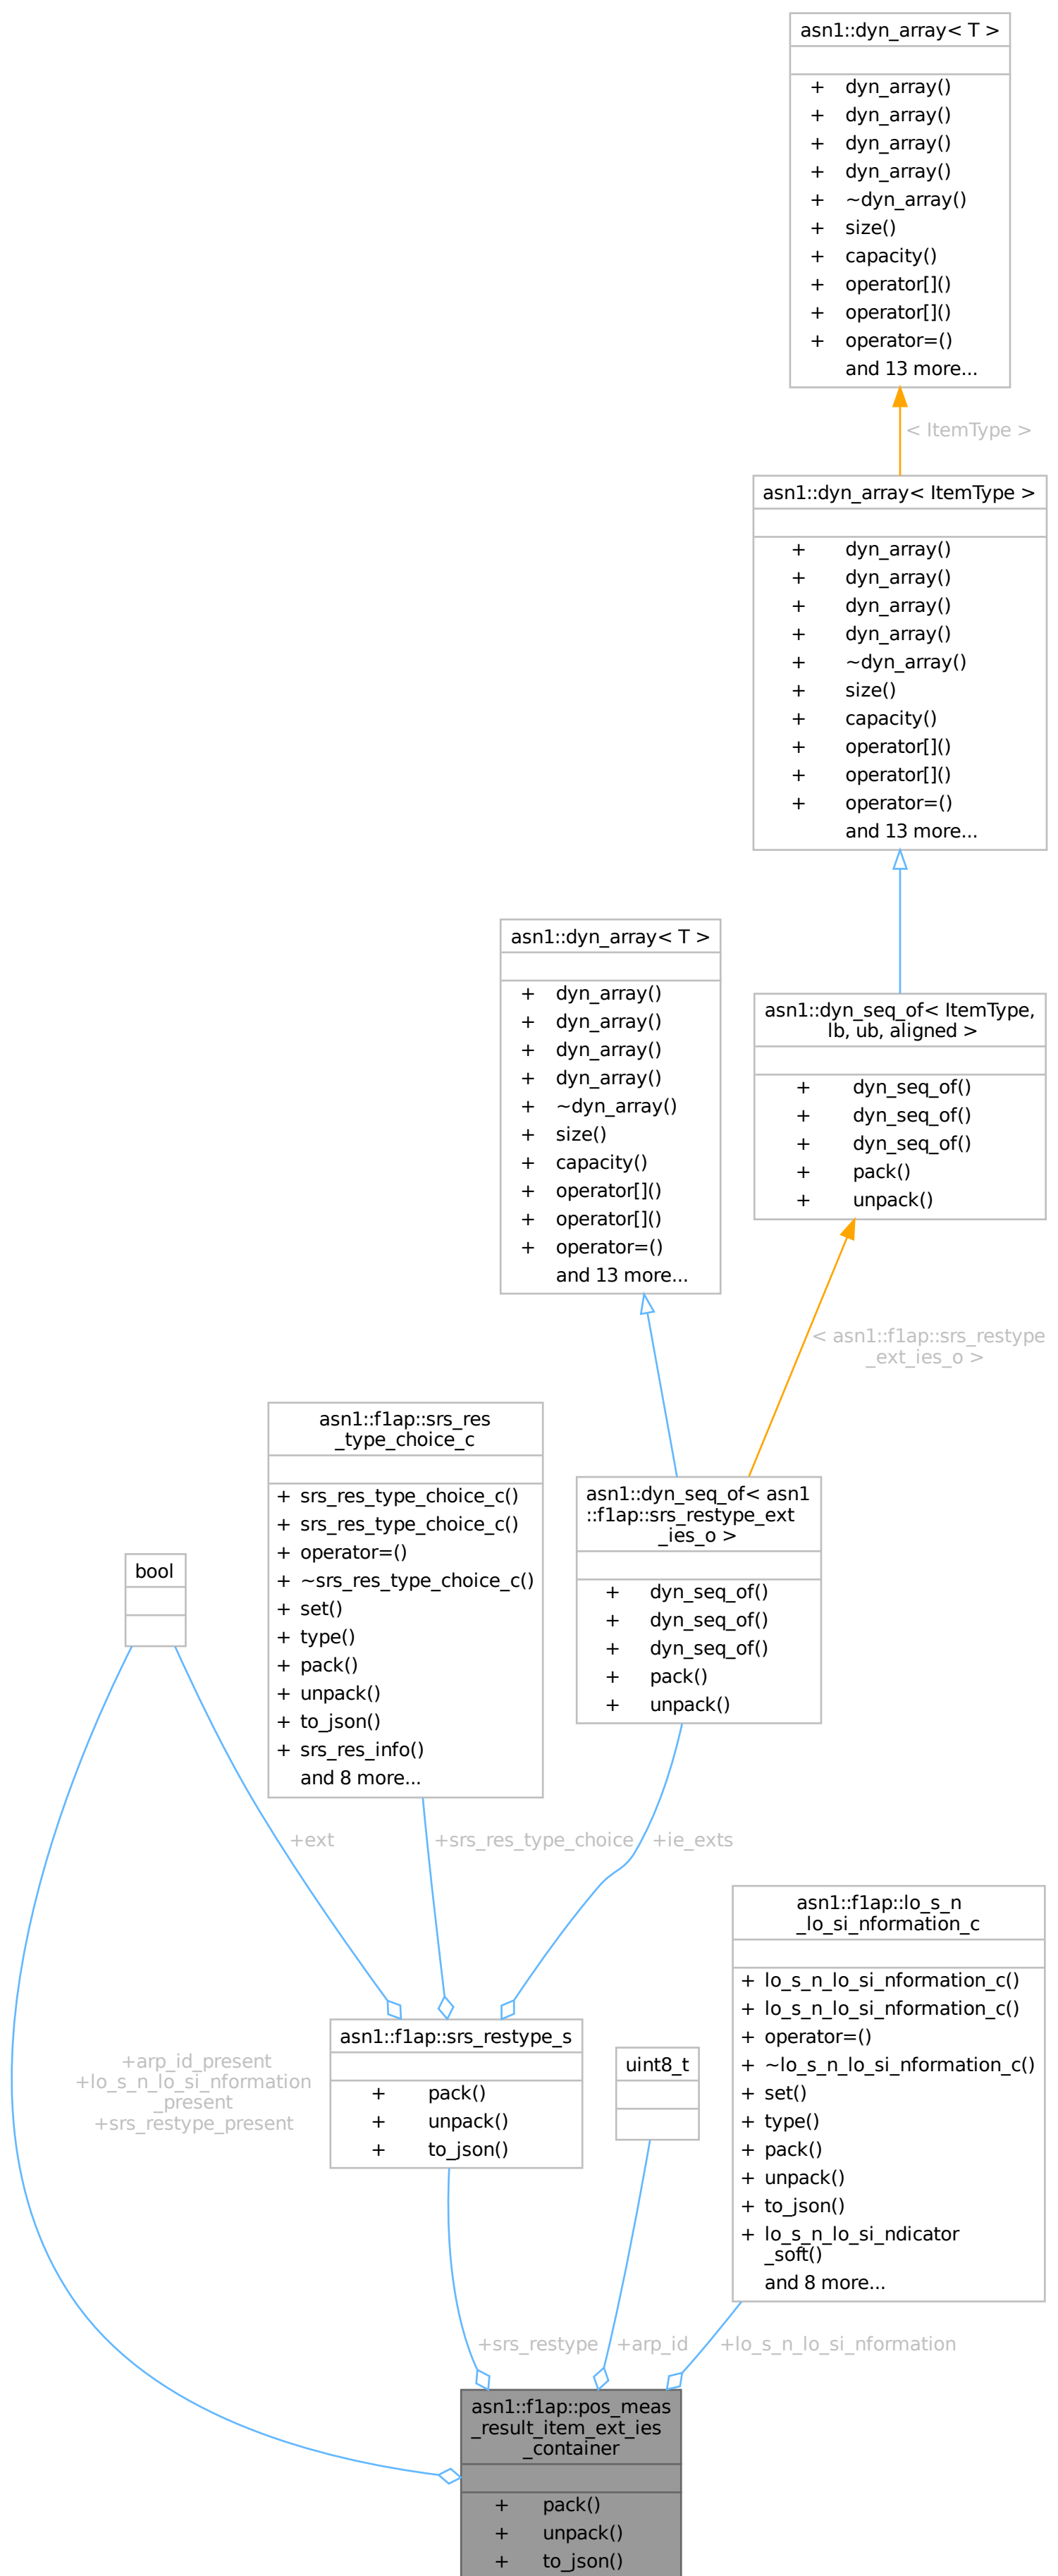 asn1::dyn_array< T >
+ dyn_array()
+ dyn_array()
+ dyn_array()
+ dyn_array()
+ ~dyn_array()
+ size()
+ capacity()
+ operator[]()
+ operator[]()
+ operator=()
and 13 more...
< ItemType >
asn1::dyn_array< ItemType >
+ dyn_array()
+ dyn_array()
+ dyn_array()
+ dyn_array()
+ ~dyn_array()
+ size()
+ capacity()
+ operator[]()
+ operator[]()
+ operator=()
and 13 more...
asn1::dyn_array< T >
+ dyn_array()
+ dyn_array()
+ dyn_array()
+ dyn_array()
+ ~dyn_array()
+ size()
+ capacity()
+ operator[]()
+ operator[]()
+ operator=()
and 13 more...
asn1::dyn_seq_of< ItemType,
lb, ub, aligned >
+ dyn_seq_of()
+ dyn_seq_of()
+ dyn_seq_of()
+ pack()
+ unpack()
< asn1::f1ap::srs_restype
_ext_ies_o >
asn1::f1ap::srs_res
_type_choice_c
+ srs_res_type_choice_c()
+ srs_res_type_choice_c()
+ operator=()
+ ~srs_res_type_choice_c()
+ set()
+ type()
+ pack()
+ unpack()
+ to_json()
+ srs_res_info()
and 8 more...
asn1::dyn_seq_of< asn1
::f1ap::srs_restype_ext
_ies_o >
+ dyn_seq_of()
+ dyn_seq_of()
+ dyn_seq_of()
+ pack()
+ unpack()
bool
+ext
+srs_res_type_choice
+ie_exts
asn1::f1ap::lo_s_n
_lo_si_nformation_c
+ lo_s_n_lo_si_nformation_c()
+ lo_s_n_lo_si_nformation_c()
+ operator=()
+ ~lo_s_n_lo_si_nformation_c()
+ set()
+ type()
+ pack()
+ unpack()
+ to_json()
+ lo_s_n_lo_si_ndicator
_soft()
and 8 more...
asn1::f1ap::srs_restype_s
+ pack()
+ unpack()
+ to_json()
uint8_t
+arp_id_present
+lo_s_n_lo_si_nformation
_present
+srs_restype_present
+srs_restype
+arp_id
+lo_s_n_lo_si_nformation
asn1::f1ap::pos_meas
_result_item_ext_ies
_container
+ pack()
+ unpack()
+ to_json()